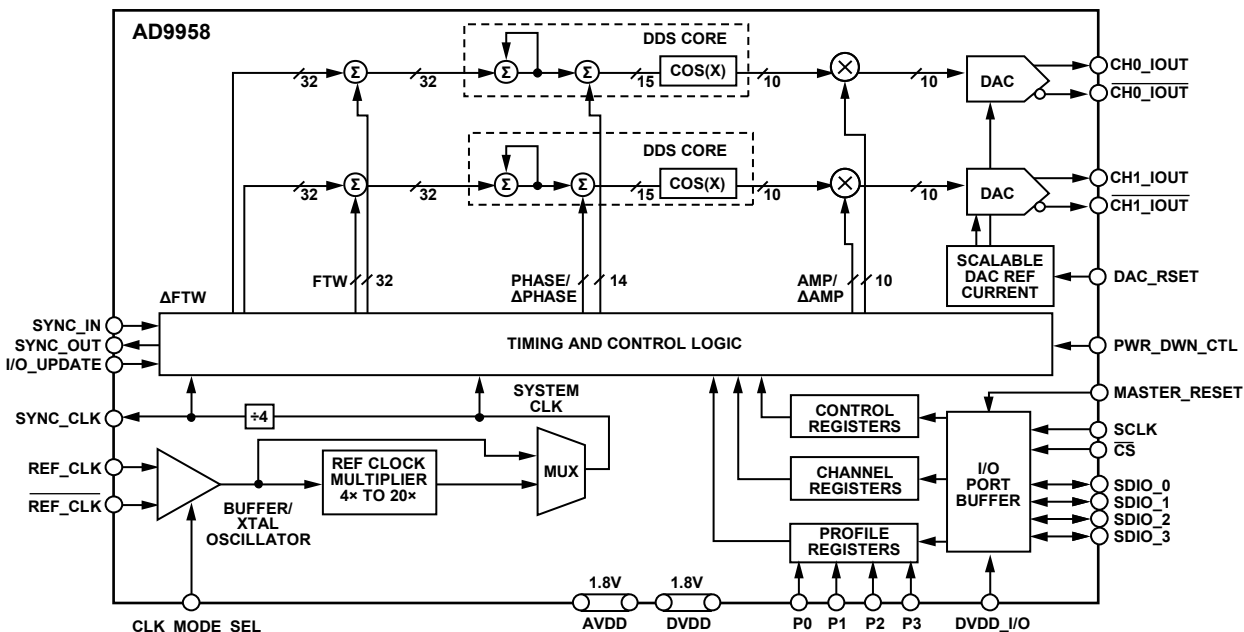 AD9958
DDS CORE
32
Σ
32
Σ
Σ
15
COS(X)
10
×
10
DAC
CH0_IOUT
CH0_IOUT
DDS CORE
32
Σ
32
Σ
Σ
15
COS(X)
10
×
10
DAC
CH1_IOUT
CH1_IOUT
SCALABLE
DAC REF
CURRENT
DAC_RSET
ΔFTW
FTW
32
PHASE/
ΔPHASE
14
AMP/
ΔAMP
10
SYNC_IN
SYNC_OUT
I/O_UPDATE
TIMING AND CONTROL LOGIC
PWR_DWN_CTL
SYNC_CLK
÷4
SYSTEM
CLK
REF_CLK
REF_CLK
BUFFER/
XTAL
OSCILLATOR
REF CLOCK
MULTIPLIER
4× TO 20×
MUX
CONTROL
REGISTERS
CHANNEL
REGISTERS
PROFILE
REGISTERS
I/O
PORT
BUFFER
MASTER_RESET
SCLK
CS
SDIO_0
SDIO_1
SDIO_2
SDIO_3
1.8V
1.8V
CLK_MODE_SEL
AVDD
DVDD
P0
P1
P2
P3
DVDD_I/O